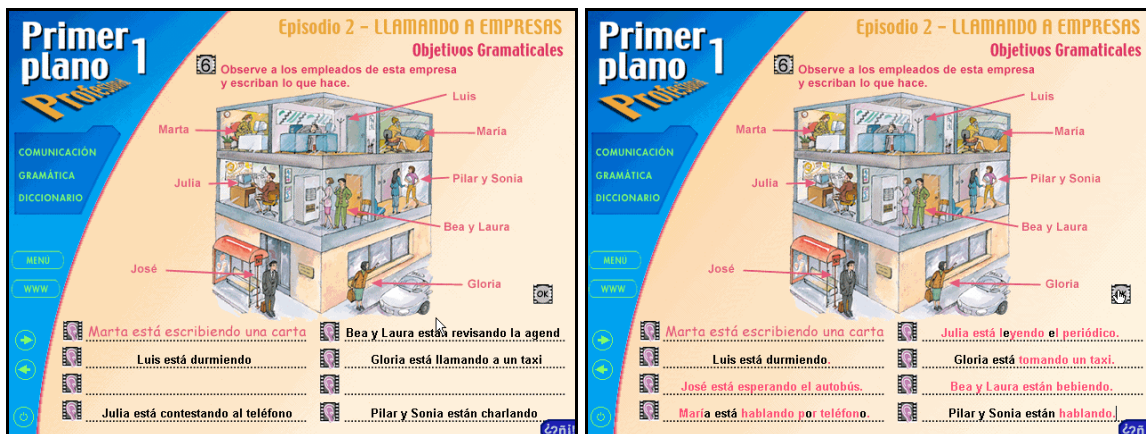 Primer
plano 1
Profesional
Episodio 2 - LLAMANDO A EMPRESAS
Objetivos Gramaticales
6 Observe a los empleados de esta empresa
y escriban lo que hace.
COMUNICACIÓN
GRAMÁTICA
DICCIONARIO
MENÚ
WWW
Luis
Marta
María
Julia
Pilar y Sonia
Bea y Laura
José
Gloria
OK
Marta está escribiendo una carta
Bea y Laura están revisando la agend
Luis está durmiendo
Gloria está llamando a un taxi
Julia está contestando al teléfono
Pilar y Sonia están charlando
Primer
plano 1
Profesional
Episodio 2 - LLAMANDO A EMPRESAS
Objetivos Gramaticales
6 Observe a los empleados de esta empresa
y escriban lo que hace.
COMUNICACIÓN
GRAMÁTICA
DICCIONARIO
MENÚ
WWW
Luis
Marta
María
Julia
Pilar y Sonia
Bea y Laura
José
Gloria
Marta está escribiendo una carta
Julia está leyendo el periódico.
Luis está durmiendo.
Gloria está tomando un taxi.
José está esperando el autobús.
Bea y Laura están bebiendo.
María está hablando por teléfono.
Pilar y Sonia están hablando.